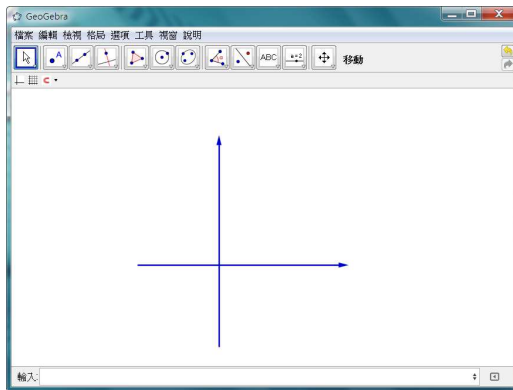 GeoGebra
檔案 編輯 檢視 格局 選項 工具 視窗 說明
A ABC a=2 移動
輸入: